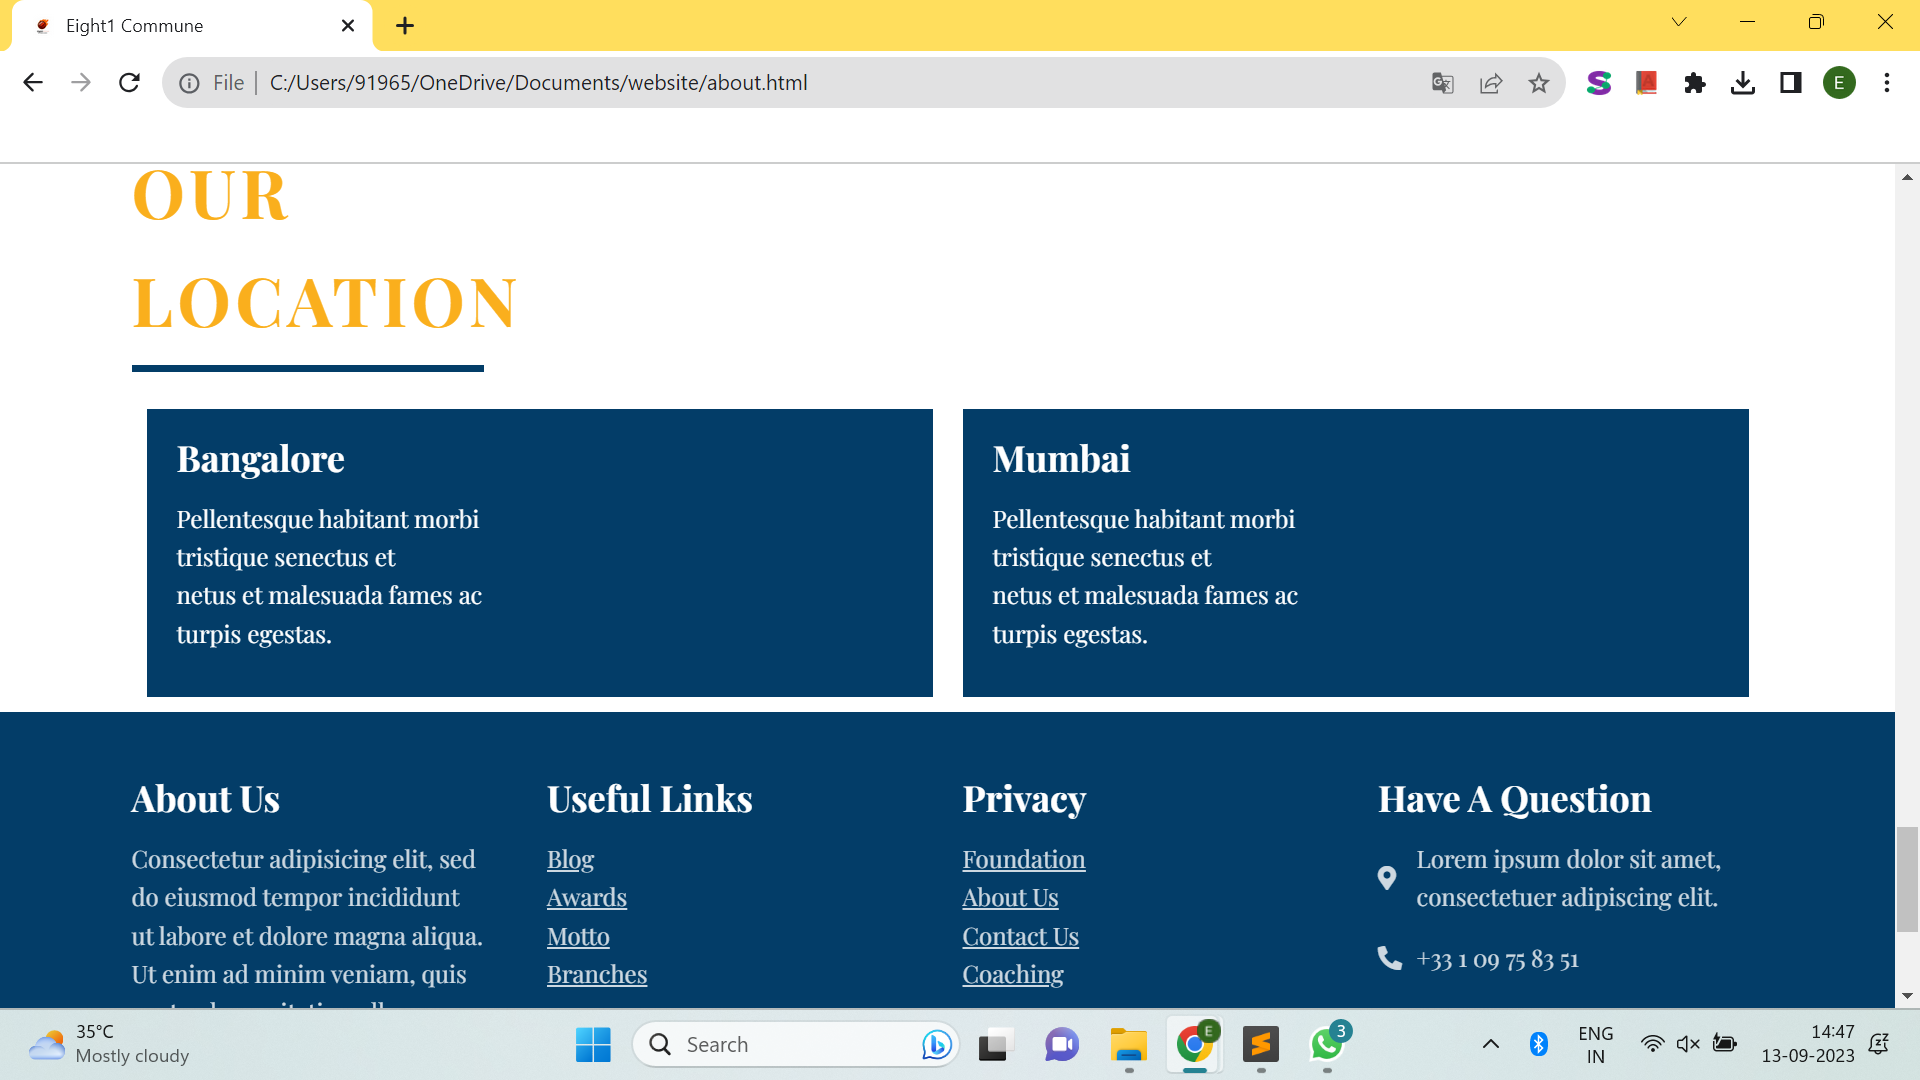 Eight1 Commune
File
C:/Users/91965/OneDrive/Documents/website/about.html
E
OUR
LOCATION
Bangalore
Pellentesque habitant morbi
tristique senectus et
netus et malesuada fames ac
turpis egestas.
Mumbai
Pellentesque habitant morbi
tristique senectus et
netus et malesuada fames ac
turpis egestas.
About Us
Consectetur adipisicing elit, sed
do eiusmod tempor incididunt
ut labore et dolore magna aliqua.
Ut enim ad minim veniam, quis
Useful Links
Blog
Awards
Motto
Branches
Privacy
Foundation
About Us
Contact Us
Coaching
Have A Question
Lorem ipsum dolor sit amet,
consectetuer adipiscing elit.
+33 1 09 75 83 51
35°C
Mostly cloudy
Search
E
3
ENG
IN
14:47
13-09-2023